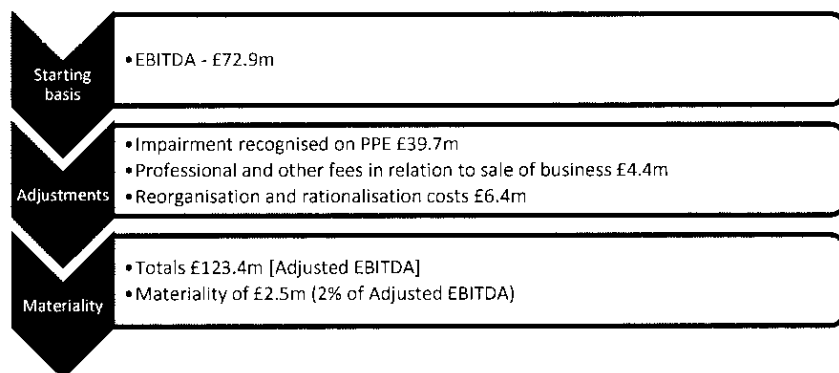 Starting
basis
•EBITDA - £72.9m
Adjustments
•Impairment recognised on PPE £39.7m
•Professional and other fees in relation to sale of business £4.4m
•Reorganisation and rationalisation costs £6.4m
Materiality
•Totals £123.4m [Adjusted EBITDA]
•Materiality of £2.5m (2% of Adjusted EBITDA)